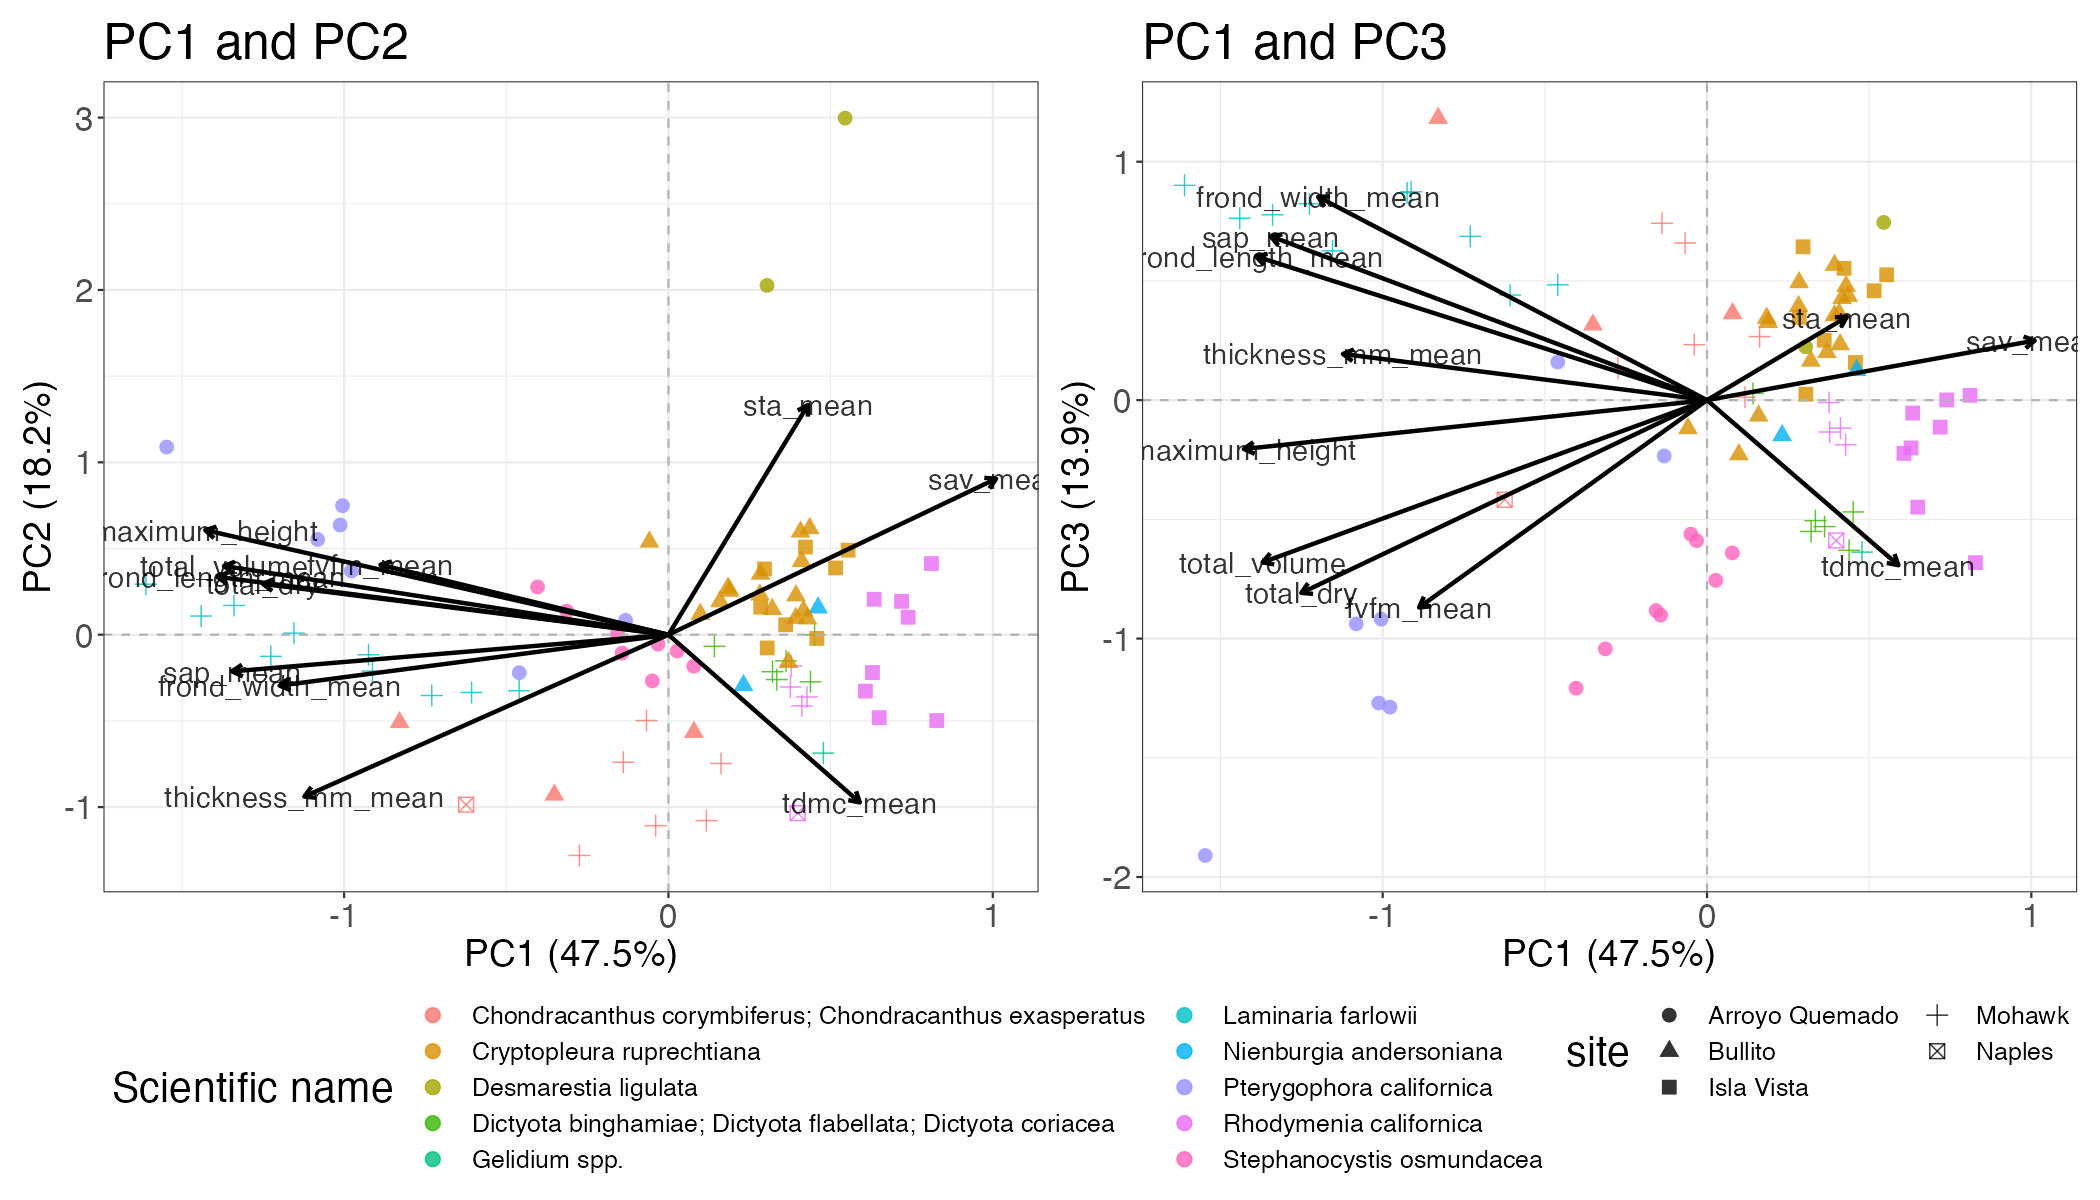 PC1 and PC2
PC1 and PC3
3
2
1
0
-1
PC2 (18.2%)
sta_mean
sav_mea
maximum_height
total_volume
fvfm_mean
rond_length_mean
total_dry
sap_mean
frond_width_mean
thickness_mm_mean
tdmc_mean
-1
0
1
PC1 (47.5%)
1
0
-1
-2
PC3 (13.9%)
frond_width_mean
sap_mean
rond_length_mean
sta_mean
sav_mea
thickness_mm_mean
maximum_height
total_volume
tdmc_mean
total_dry
fvfm_mean
-1
0
1
PC1 (47.5%)
Scientific name
Chondracanthus corymbiferus; Chondracanthus exasperatus
Cryptopleura ruprechtiana
Desmarestia ligulata
Dictyota binghamiae; Dictyota flabellata; Dictyota coriacea
Gelidium spp.
Laminaria farlowii
Nienburgia andersoniana
Pterygophora californica
Rhodymenia californica
Stephanocystis osmundacea
site
Arroyo Quemado
Bullito
Isla Vista
Mohawk
Naples